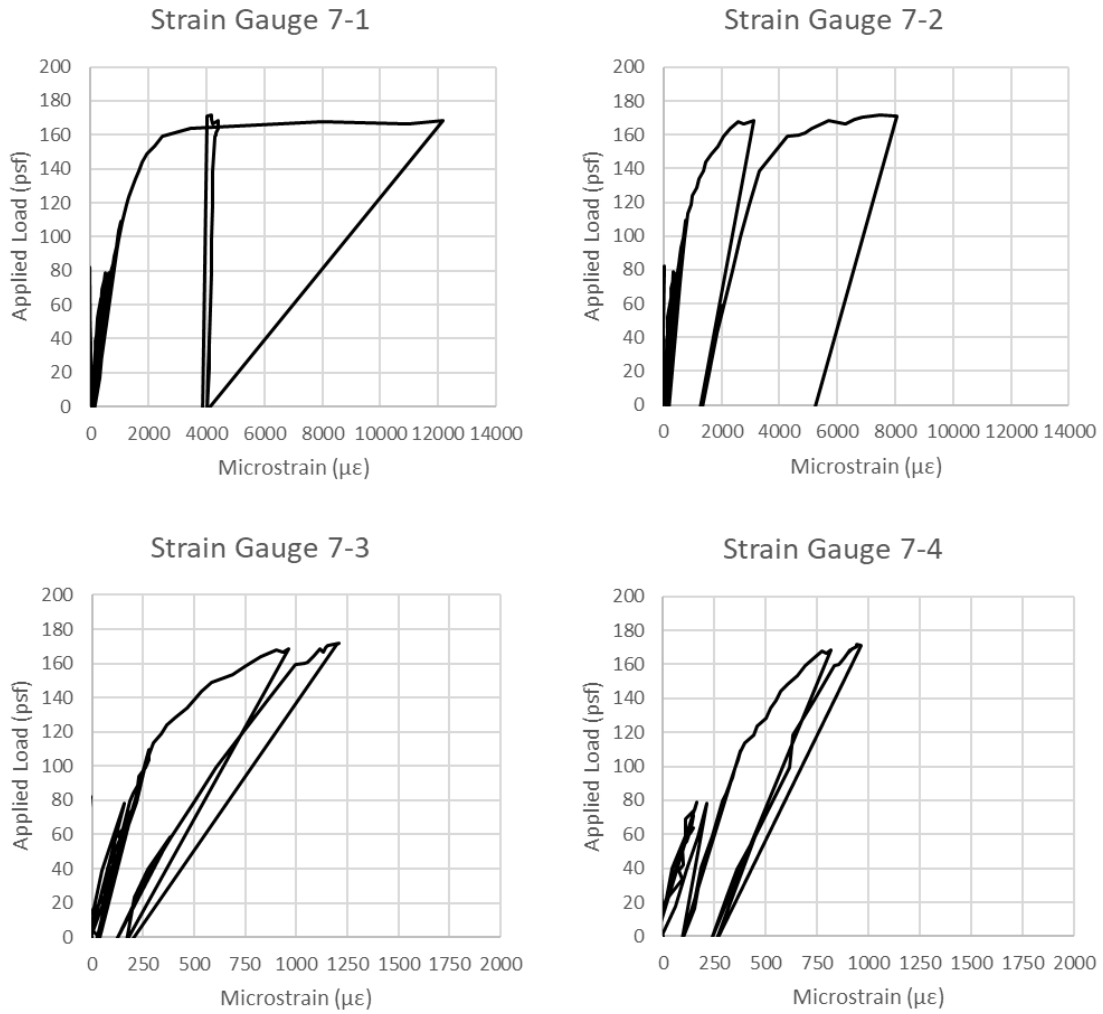 Strain Gauge 7-1
Applied Load (psf)
200
180
160
140
120
100
80
60
40
20
0
0 2000 4000 6000 8000 10000 12000 14000
Microstrain (με)
Strain Gauge 7-2
Applied Load (psf)
200
180
160
140
120
100
80
60
40
20
0
0 2000 4000 6000 8000 10000 12000 14000
Microstrain (με)
Strain Gauge 7-3
Applied Load (psf)
200
180
160
140
120
100
80
60
40
20
0
0 250 500 750 1000 1250 1500 1750 2000
Microstrain (με)
Strain Gauge 7-4
Applied Load (psf)
200
180
160
140
120
100
80
60
40
20
0
0 250 500 750 1000 1250 1500 1750 2000
Microstrain (με)